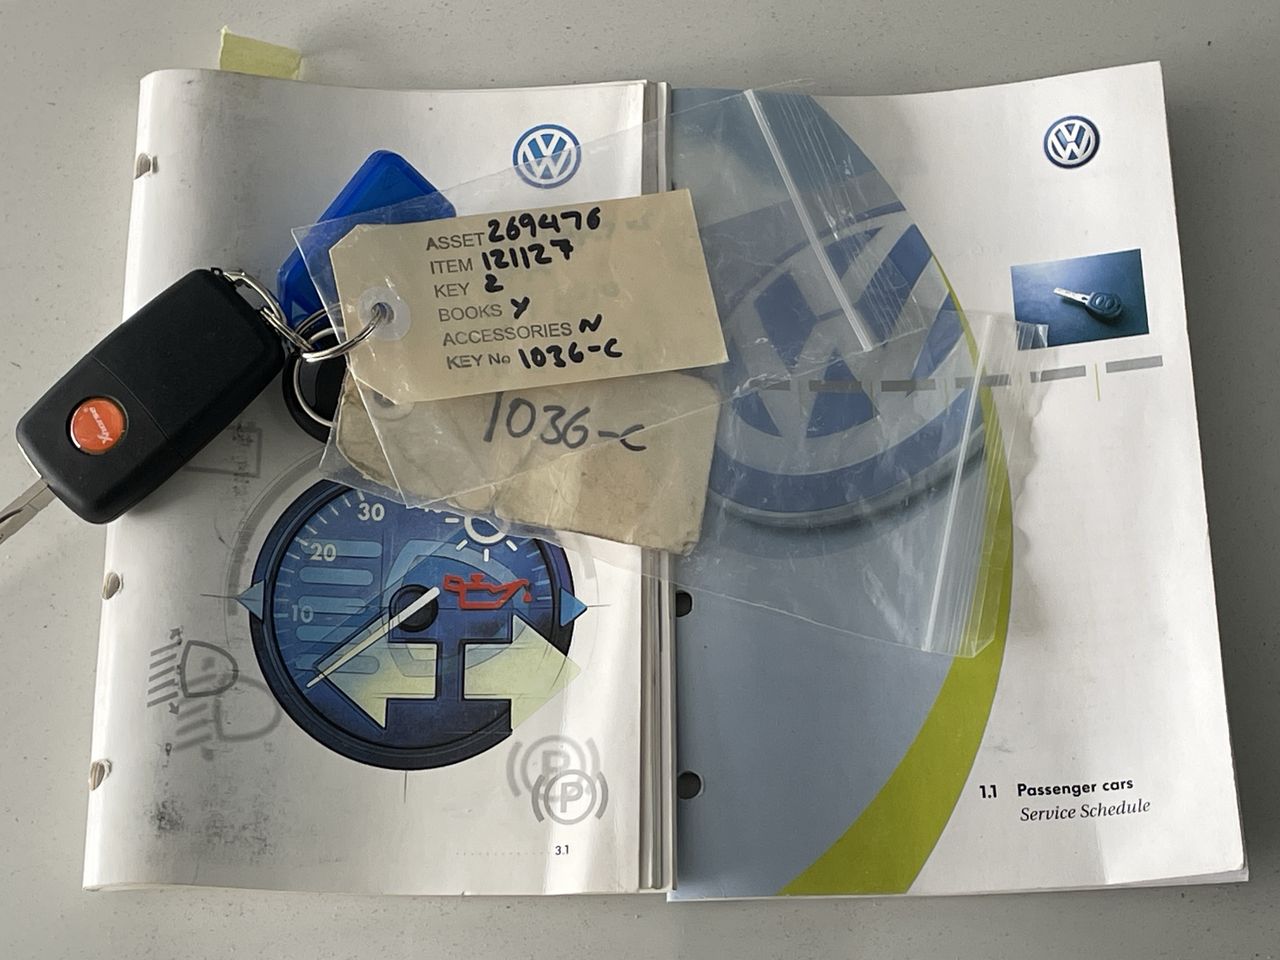 ASSET 269476
ITEM 121127
KEY 2
BOOKS Y
ACCESSORIES N
KEY No 1036-C
1036-C
Xhorse
30
20
10
P
P
3.1
1.1 Passenger cars
Service Schedule